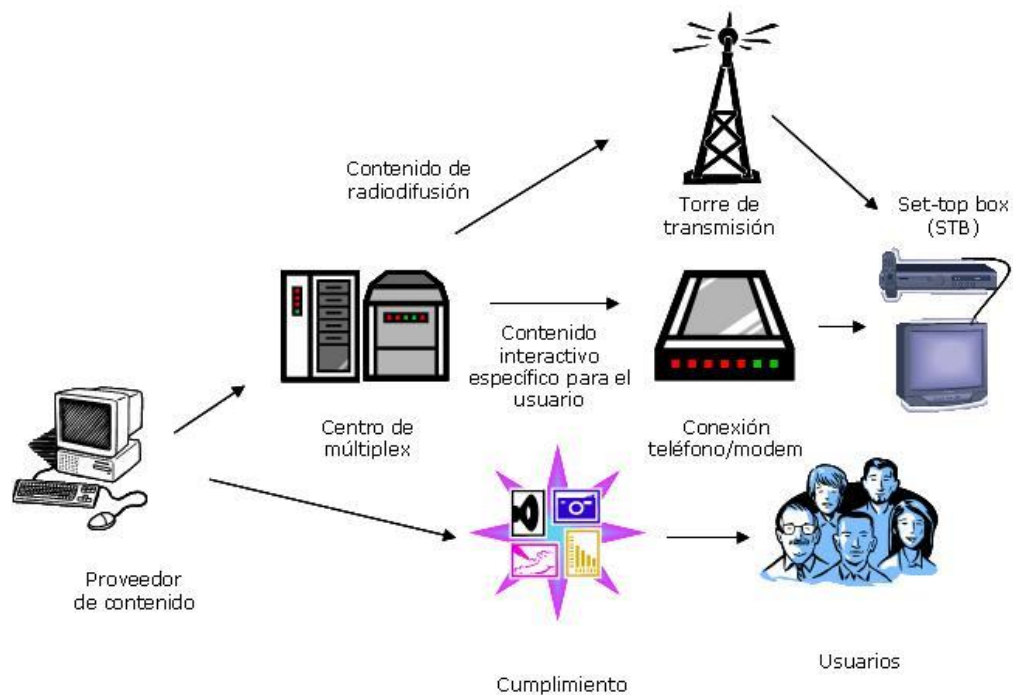 Contenido de
radiodifusión
Torre de
transmisión
Set-top box
(STB)
Contenido
interactivo
específico para el
usuario
Centro de
múltiplex
Conexión
teléfono/modem
Proveedor
de contenido
Cumplimiento
Usuarios